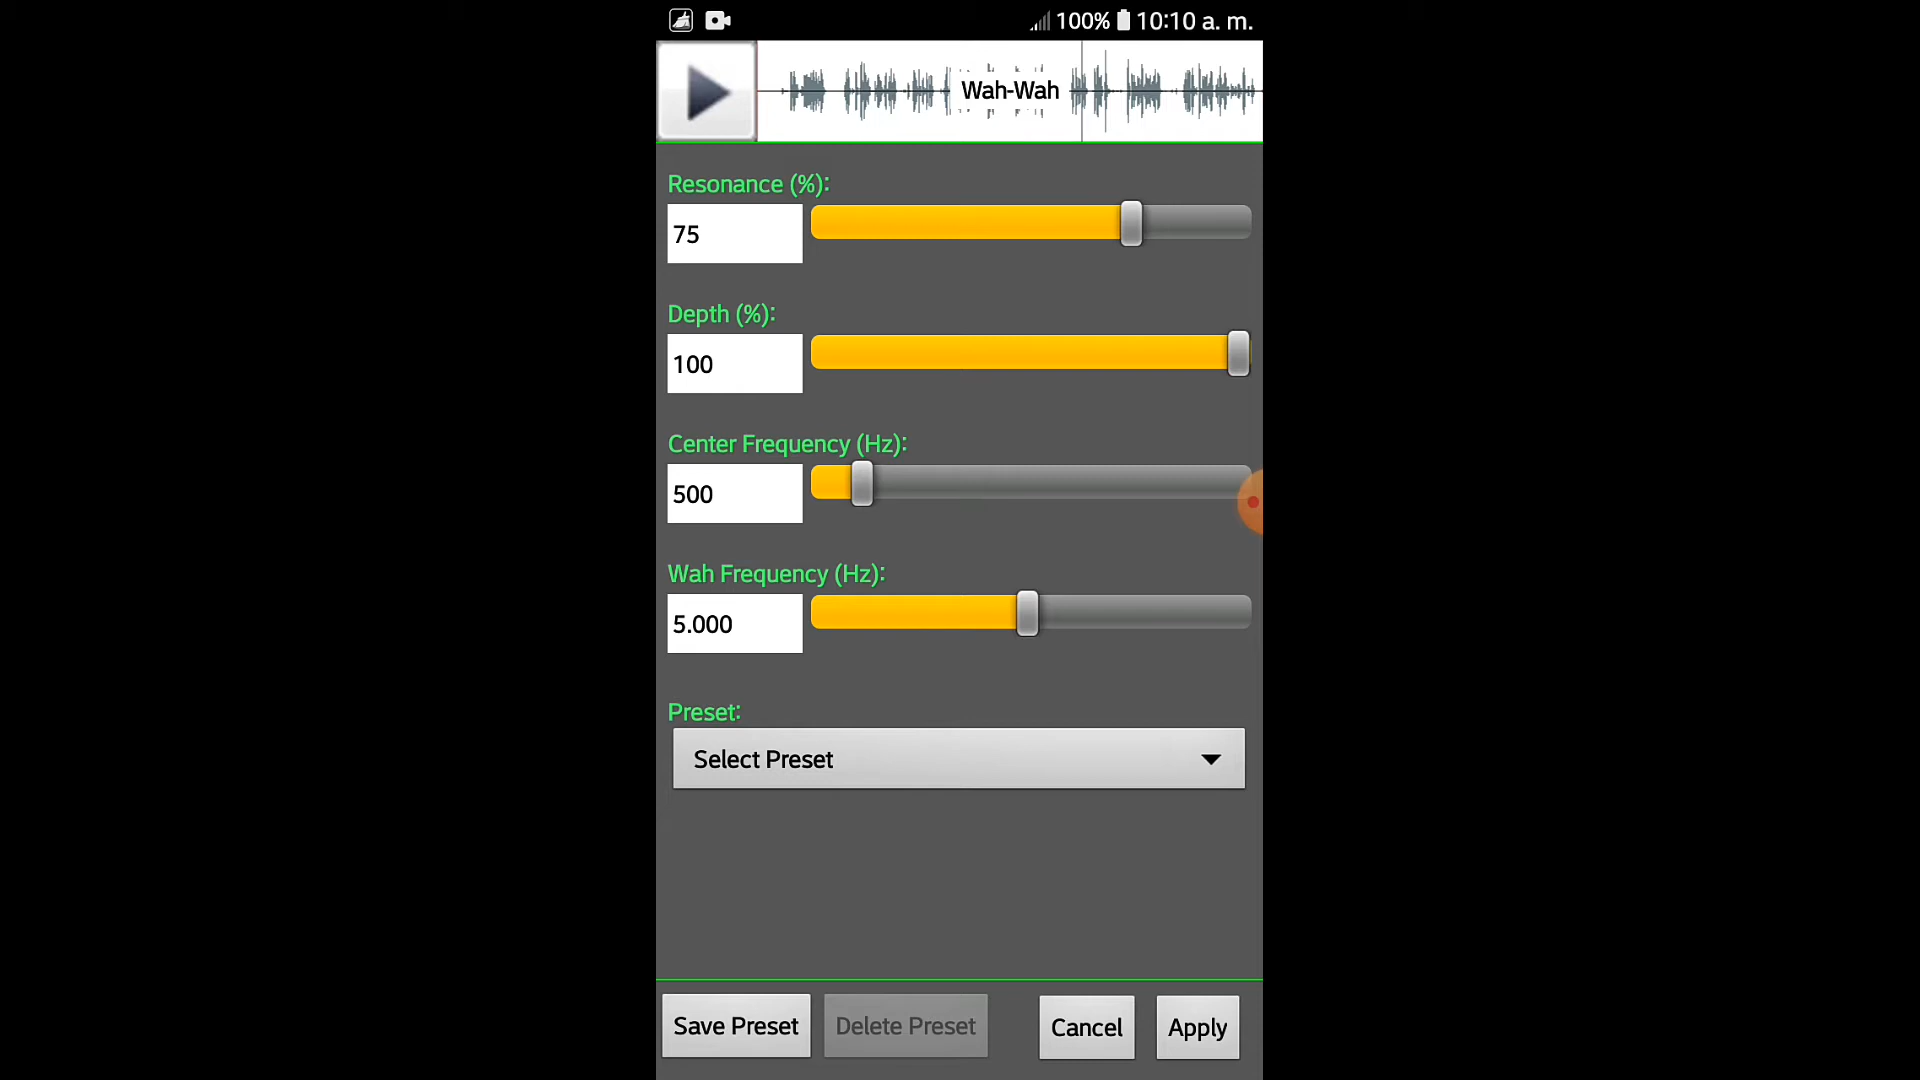 100% 10:10 a. m.
Wah-Wah
Resonance (%):
75
Depth (%):
100
Center Frequency (Hz):
500
Wah Frequency (Hz):
5.000
Preset:
Select Preset
Save Preset Delete Preset Cancel Apply